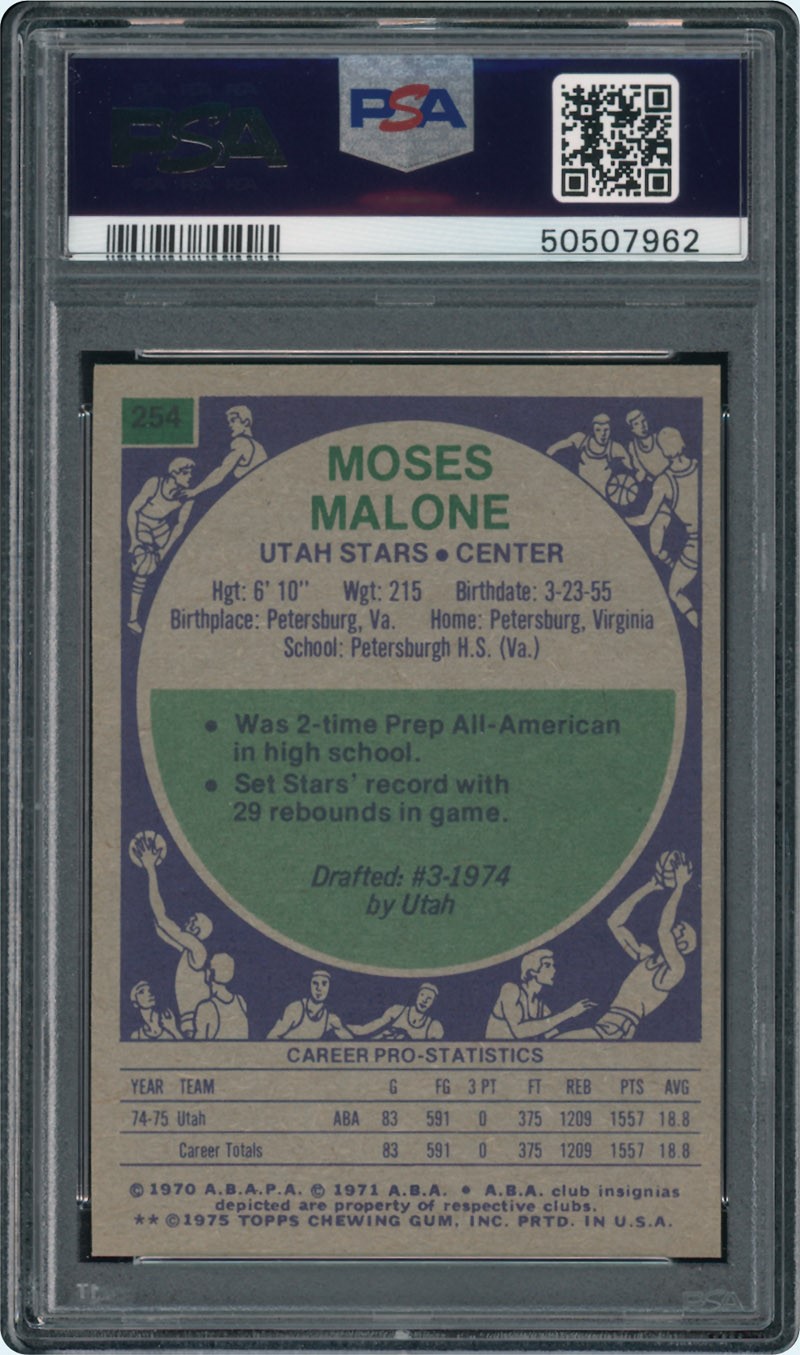 PSA
PSA
50507962
254
MOSES
MALONE
UTAH STARS • CENTER
Hgt: 6' 10" Wgt: 215 Birthdate: 3-23-55
Birthplace: Petersburg, Va. Home: Petersburg, Virginia
School: Petersburgh H.S. (Va.)
• Was 2-time Prep All-American
in high school.
• Set Stars' record with
29 rebounds in game.
Drafted: #3-1974
by Utah
CAREER PRO-STATISTICS
YEAR TEAM G FG 3 PT FT REB PTS AVG
74-75 Utah ABA 83 591 0 375 1209 1557 18.8
Career Totals 83 591 0 375 1209 1557 18.8
© 1970 A.B.A.P.A. © 1971 A.B.A. • A.B.A. club insignias
depicted are property of respective clubs.
** ©1975 TOPPS CHEWING GUM, INC. PRTD. IN U.S.A.
PSA